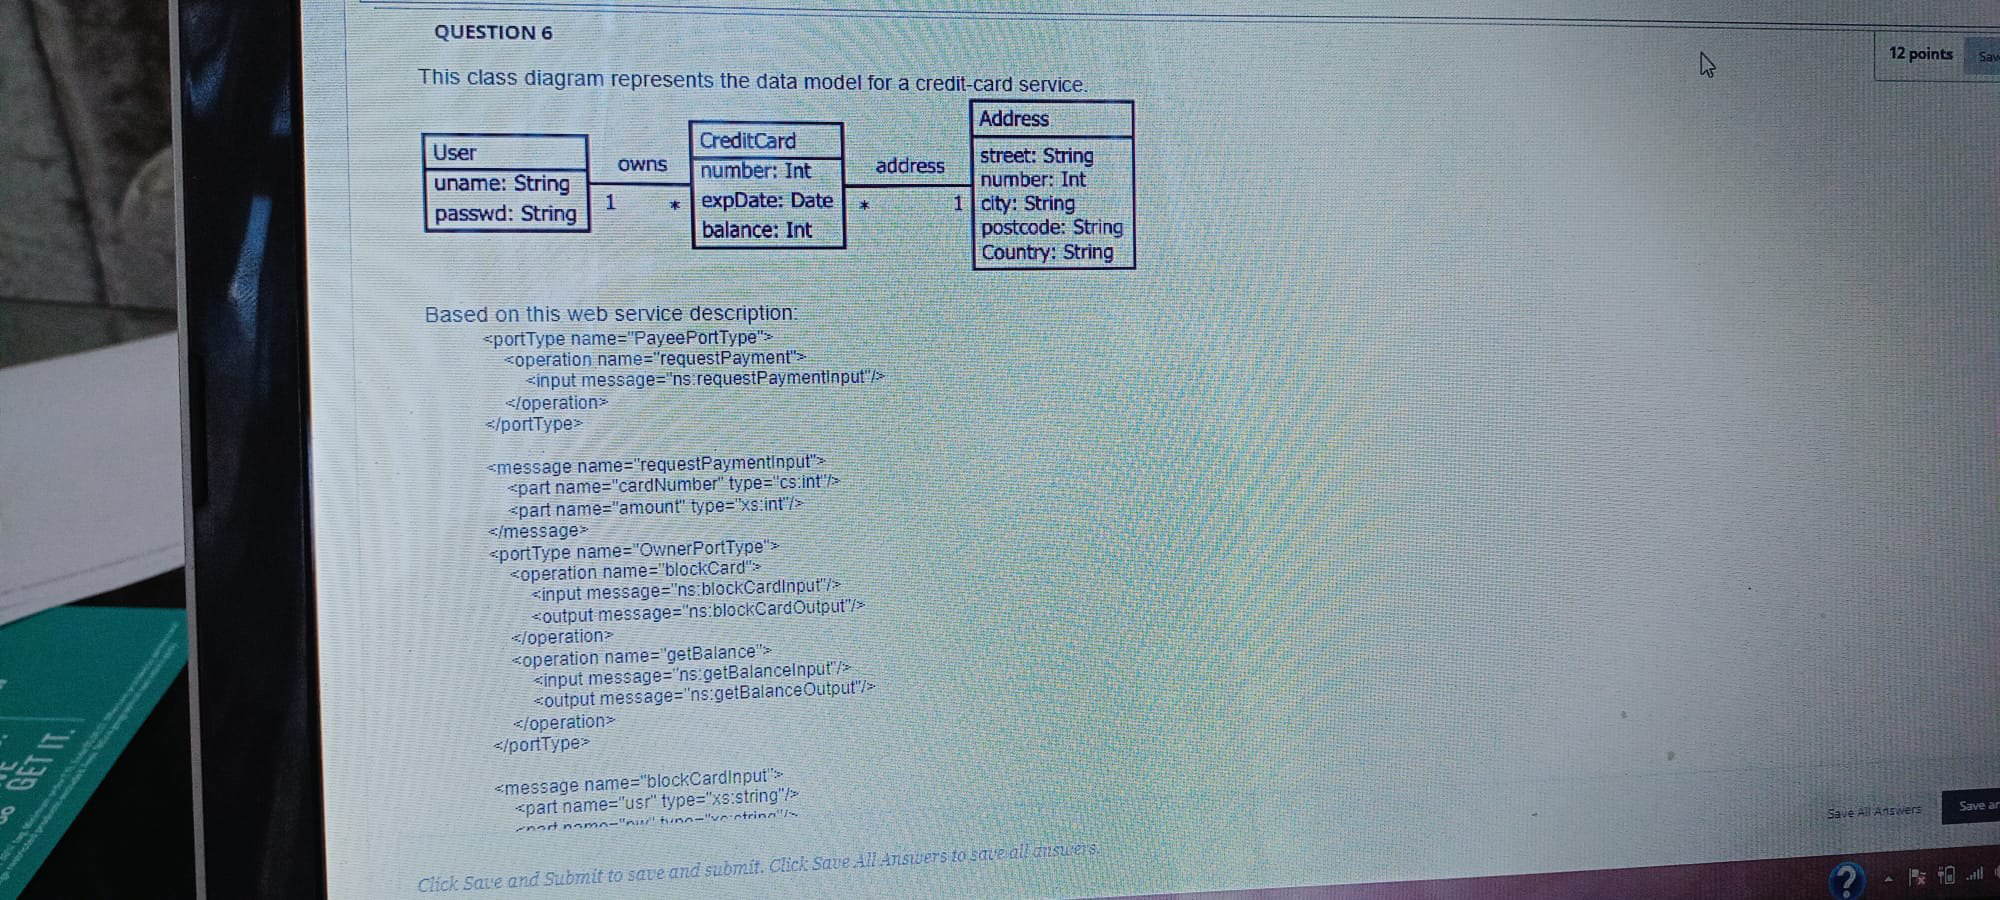 QUESTION 6
12 points
This class diagram represents the data model for a credit-card service.
User
uname: String
passwd: String
owns
1
*
CreditCard
number: Int
expDate: Date
balance: Int
address
*
1
Address
street: String
number: Int
city: String
postcode: String
Country: String
Based on this web service description:
<portType name="PayeePortType">
<operation name="requestPayment">
<input message="ns:requestPaymentInput"/>
</operation>
</portType>
<message name="requestPaymentInput">
<part name="cardNumber" type="cs:int"/>
<part name="amount" type="xs:int"/>
</message>
<portType name="OwnerPortType">
<operation name="blockCard">
<input message="ns:blockCardInput"/>
<output message="ns:blockCardOutput"/>
</operation>
<operation name="getBalance">
<input message="ns:getBalanceInput"/>
<output message="ns:getBalanceOutput"/>
</operation>
</portType>
<message name="blockCardInput">
<part name="usr" type="xs:string"/>
<part name="pw" type="xs:string"/>
Click Save and Submit to save and submit. Click Save All Answers to save all answers.
Save All Answers
Save
GET IT.